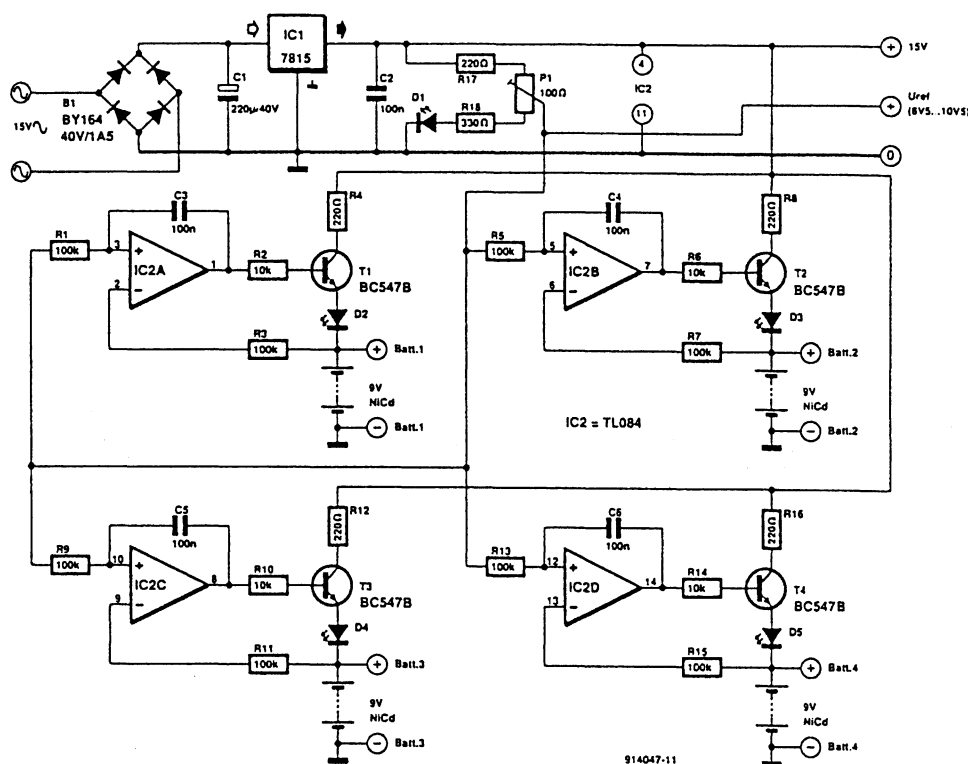 B1
BY164
40V/1A5
15V
C1
220µ 40V
IC1
7815
C2
100n
D1
220Ω
R17
R18
330Ω
P1
100Ω
4
IC2
11
+ 15V
+ Uref
(8V5...10V5)
0
R1
100k
C3
100n
3 +
2 −
IC2A
1
R2
10k
R4
220Ω
T1
BC547B
D2
R3
100k
+ Batt.1
9V
NiCd
− Batt.1
R5
100k
C4
100n
5 +
6 −
IC2B
7
R6
10k
R8
220Ω
T2
BC547B
D3
R7
100k
+ Batt.2
9V
NiCd
− Batt.2
IC2 = TL084
R9
100k
C5
100n
10 +
9 −
IC2C
8
R10
10k
R12
220Ω
T3
BC547B
D4
R11
100k
+ Batt.3
9V
NiCd
− Batt.3
R13
100k
C6
100n
12 +
13 −
IC2D
14
R14
10k
R16
220Ω
T4
BC547B
D5
R15
100k
+ Batt.4
9V
NiCd
− Batt.4
914047-11